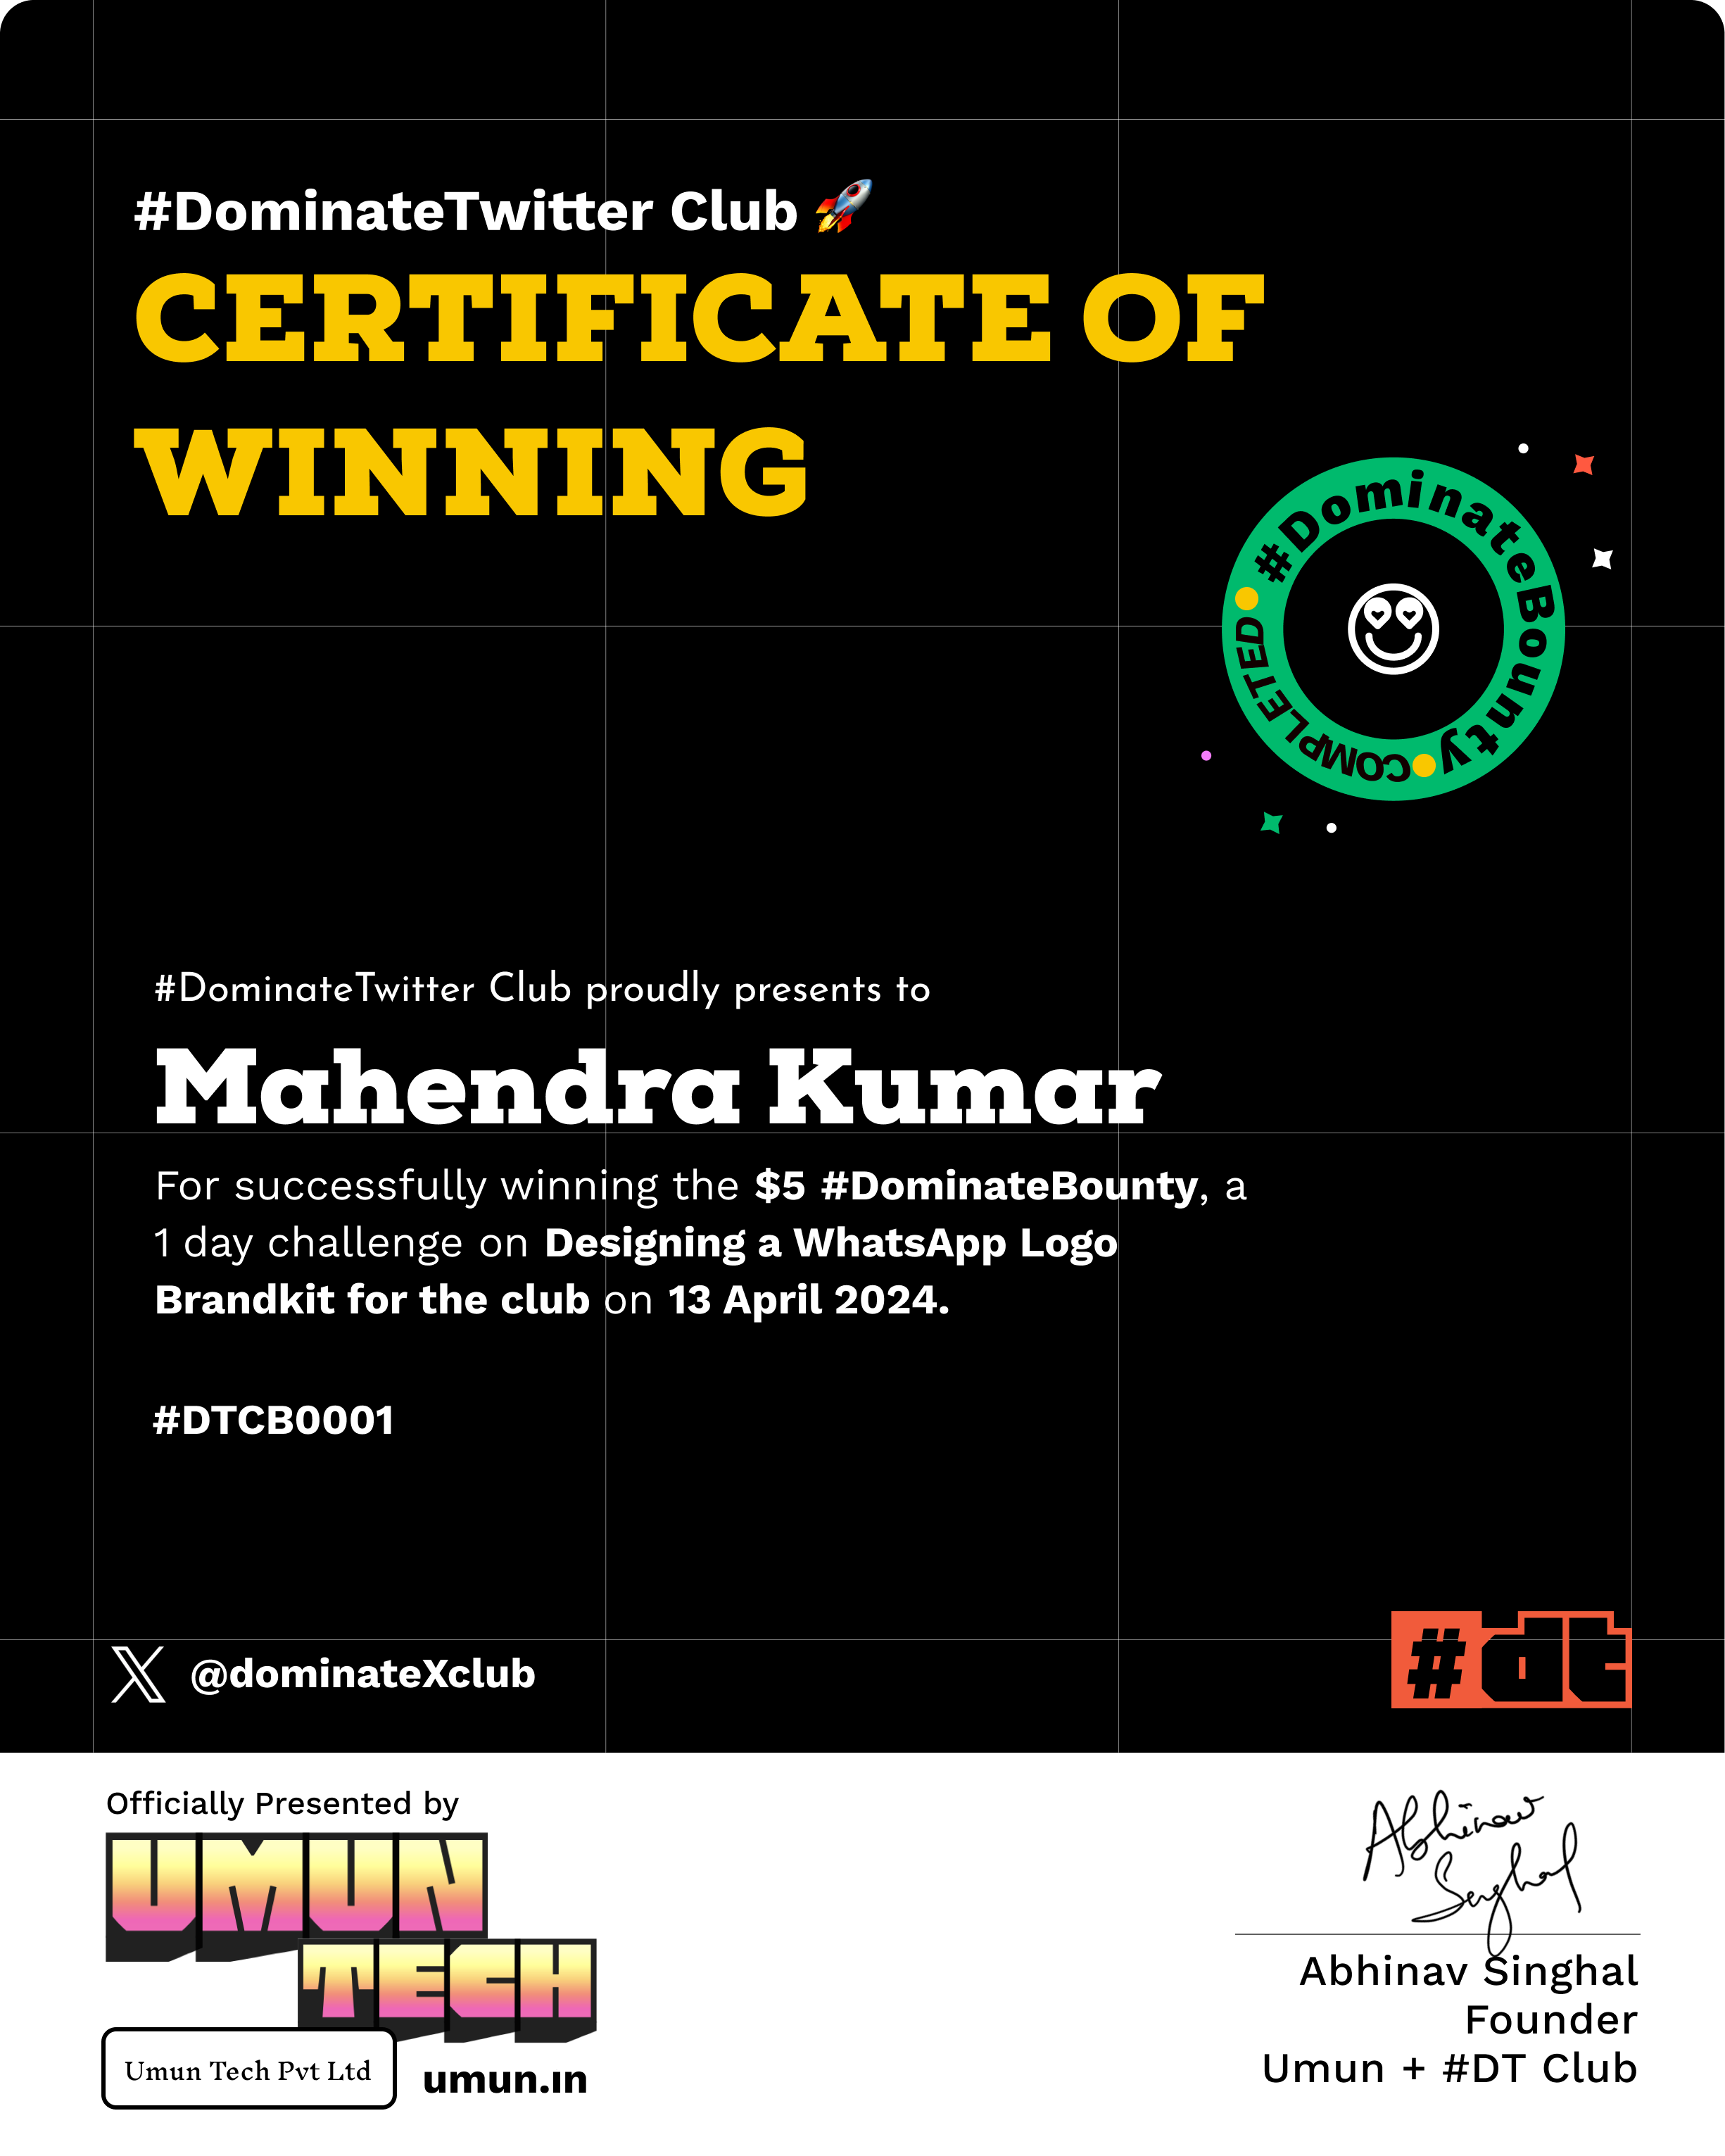 #DominateTwitter Club 🚀
CERTIFICATE OF
WINNING
#DominateBounty
COMPLETED
#DominateTwitter Club proudly presents to
Mahendra Kumar
For successfully winning the $5 #DominateBounty, a
1 day challenge on Designing a WhatsApp Logo
Brandkit for the club on 13 April 2024.
#DTCB0001
@dominateXclub
#dt
Officially Presented by
UMUN
TECH
Umun Tech Pvt Ltd
umun.ın
Abhinav
Singhal
Abhinav Singhal
Founder
Umun + #DT Club